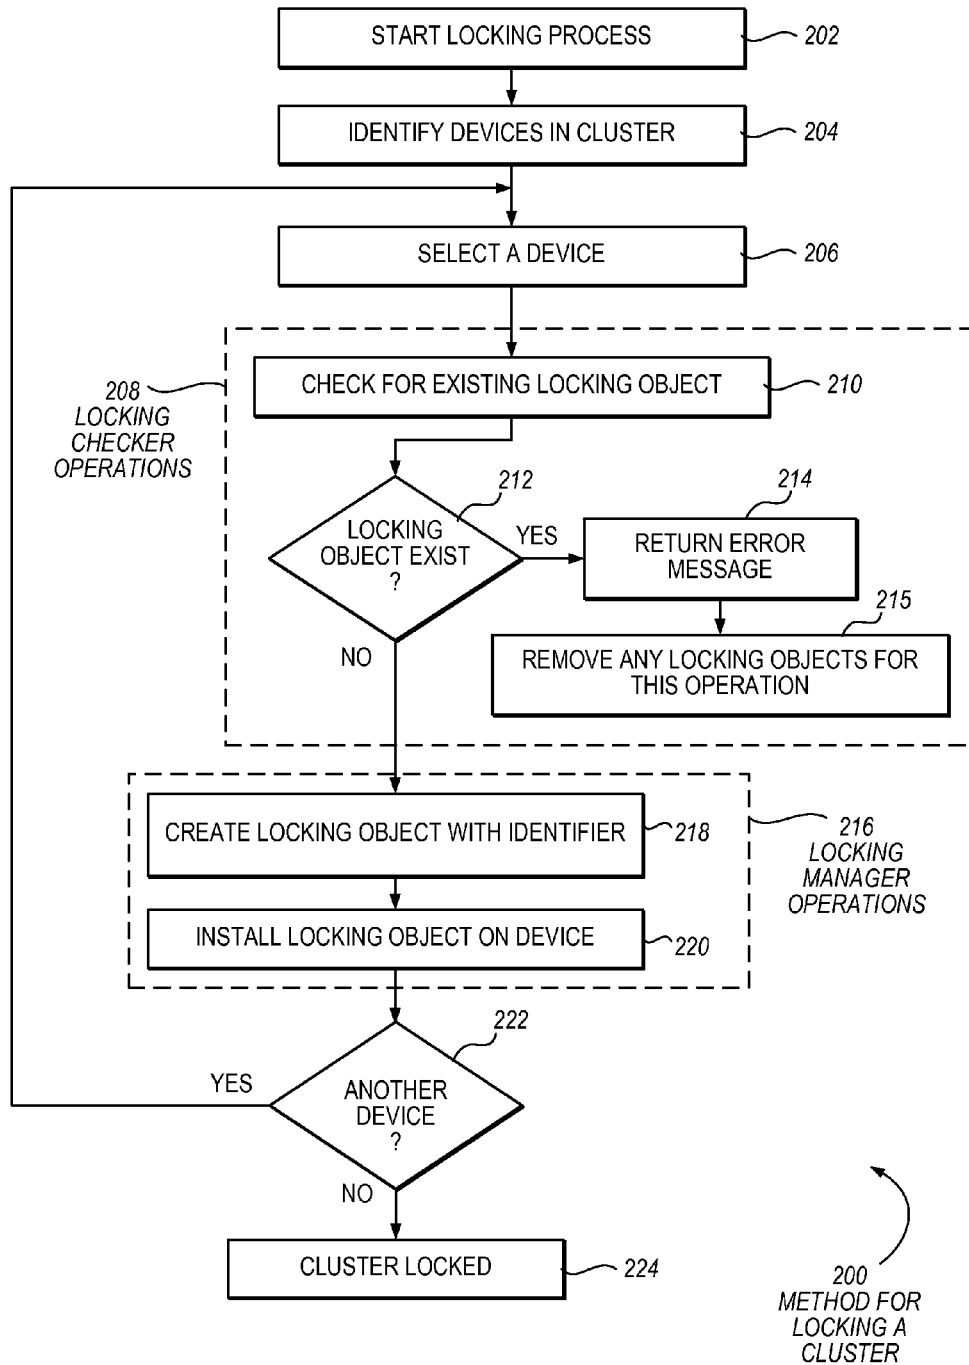 START LOCKING PROCESS
202
IDENTIFY DEVICES IN CLUSTER
204
SELECT A DEVICE
206
208
LOCKING
CHECKER
OPERATIONS
CHECK FOR EXISTING LOCKING OBJECT
210
212
LOCKING
OBJECT EXIST
?
YES
NO
214
RETURN ERROR
MESSAGE
215
REMOVE ANY LOCKING OBJECTS FOR
THIS OPERATION
CREATE LOCKING OBJECT WITH IDENTIFIER
218
216
LOCKING
MANAGER
OPERATIONS
INSTALL LOCKING OBJECT ON DEVICE
220
222
YES
ANOTHER
DEVICE
?
NO
CLUSTER LOCKED
224
200
METHOD FOR
LOCKING A
CLUSTER